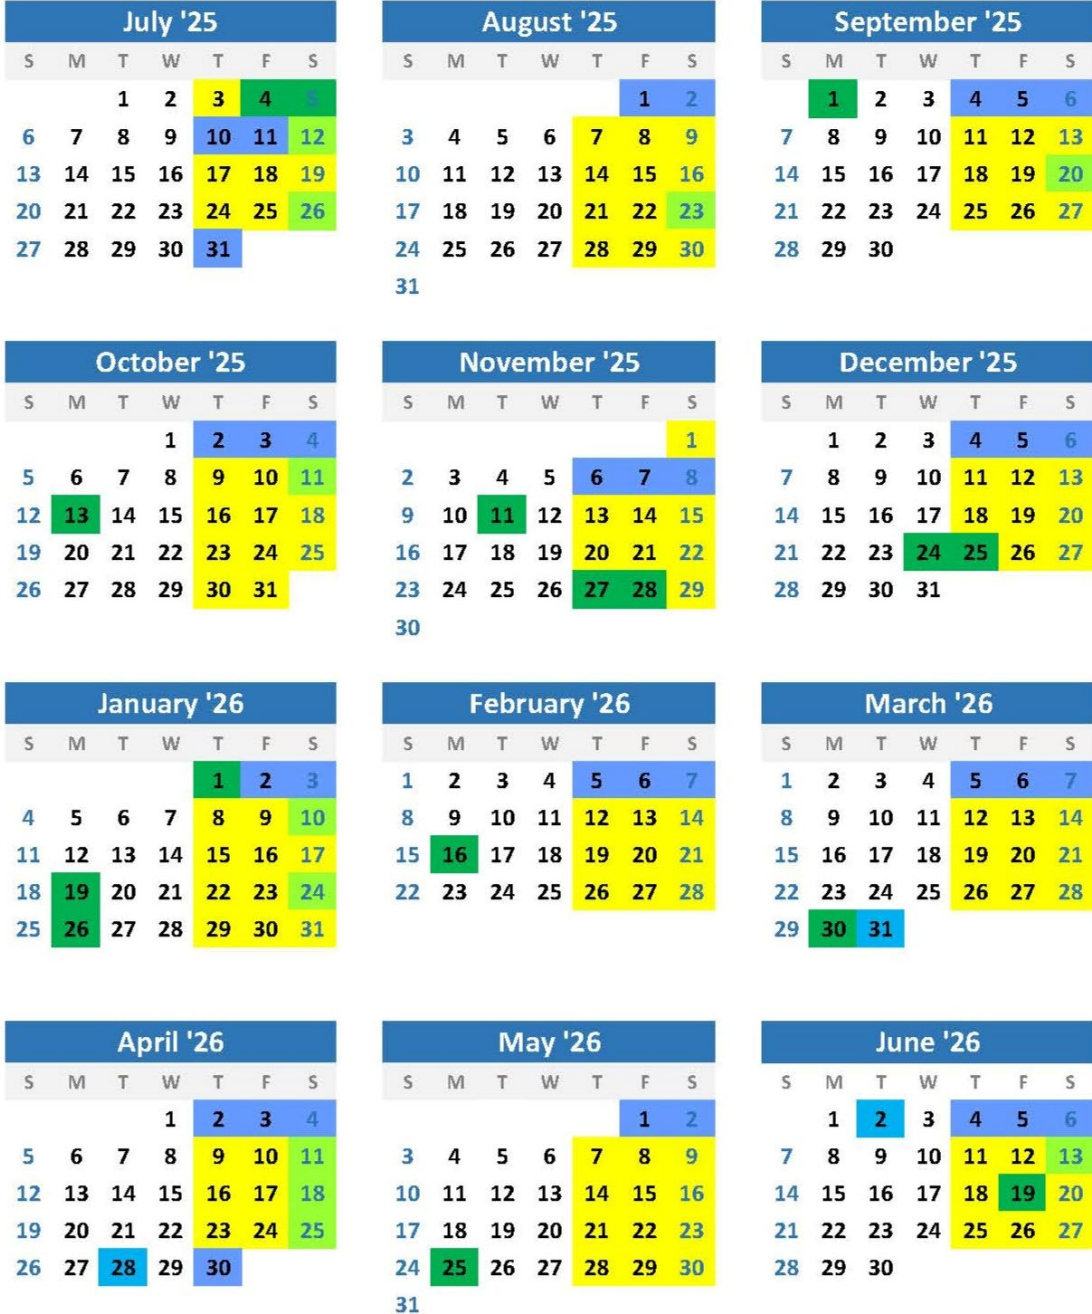 July '25
S M T W T F S
1 2 3 4 5
6 7 8 9 10 11 12
13 14 15 16 17 18 19
20 21 22 23 24 25 26
27 28 29 30 31
August '25
S M T W T F S
1 2
3 4 5 6 7 8 9
10 11 12 13 14 15 16
17 18 19 20 21 22 23
24 25 26 27 28 29 30
31
September '25
S M T W T F S
1 2 3 4 5 6
7 8 9 10 11 12 13
14 15 16 17 18 19 20
21 22 23 24 25 26 27
28 29 30
October '25
S M T W T F S
1 2 3 4
5 6 7 8 9 10 11
12 13 14 15 16 17 18
19 20 21 22 23 24 25
26 27 28 29 30 31
November '25
S M T W T F S
1
2 3 4 5 6 7 8
9 10 11 12 13 14 15
16 17 18 19 20 21 22
23 24 25 26 27 28 29
30
December '25
S M T W T F S
1 2 3 4 5 6
7 8 9 10 11 12 13
14 15 16 17 18 19 20
21 22 23 24 25 26 27
28 29 30 31
January '26
S M T W T F S
1 2 3
4 5 6 7 8 9 10
11 12 13 14 15 16 17
18 19 20 21 22 23 24
25 26 27 28 29 30 31
February '26
S M T W T F S
1 2 3 4 5 6 7
8 9 10 11 12 13 14
15 16 17 18 19 20 21
22 23 24 25 26 27 28
March '26
S M T W T F S
1 2 3 4 5 6 7
8 9 10 11 12 13 14
15 16 17 18 19 20 21
22 23 24 25 26 27 28
29 30 31
April '26
S M T W T F S
1 2 3 4
5 6 7 8 9 10 11
12 13 14 15 16 17 18
19 20 21 22 23 24 25
26 27 28 29 30
May '26
S M T W T F S
1 2
3 4 5 6 7 8 9
10 11 12 13 14 15 16
17 18 19 20 21 22 23
24 25 26 27 28 29 30
31
June '26
S M T W T F S
1 2 3 4 5 6
7 8 9 10 11 12 13
14 15 16 17 18 19 20
21 22 23 24 25 26 27
28 29 30